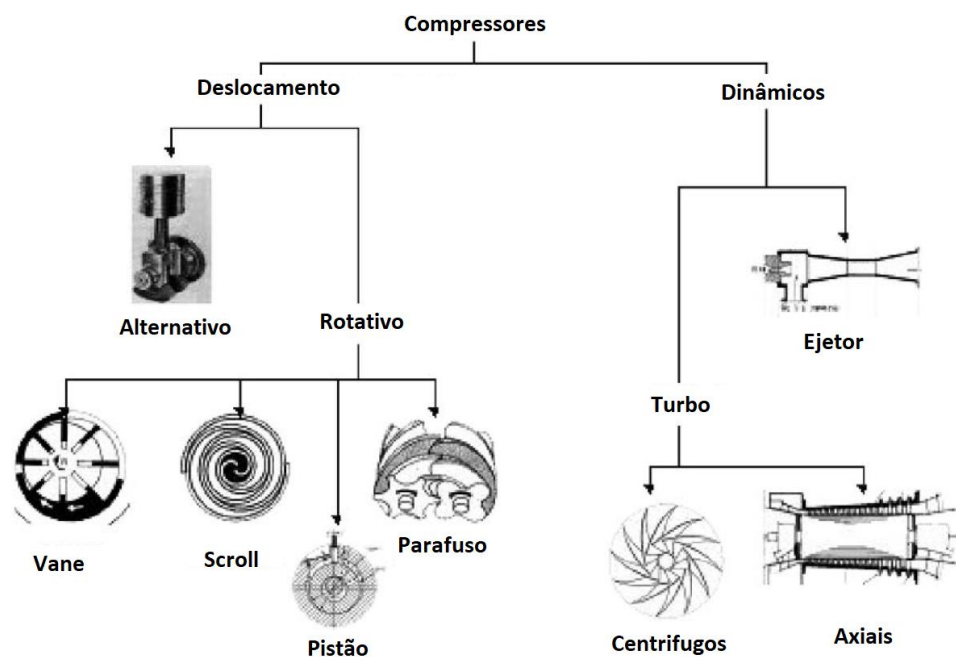 Compressores
Deslocamento
Dinâmicos
Alternativo
Rotativo
Ejetor
Turbo
Vane
Scroll
Parafuso
Pistão
Centrifugos
Axiais